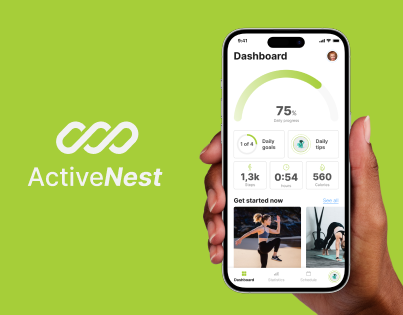 ActiveNest
9:41
Dashboard
75%
Daily progress
1 of 4
Daily
goals
Daily
tips
1,3k
Steps
0:54
Hours
560
Calories
Get started now
See all
Dashboard
Statistics